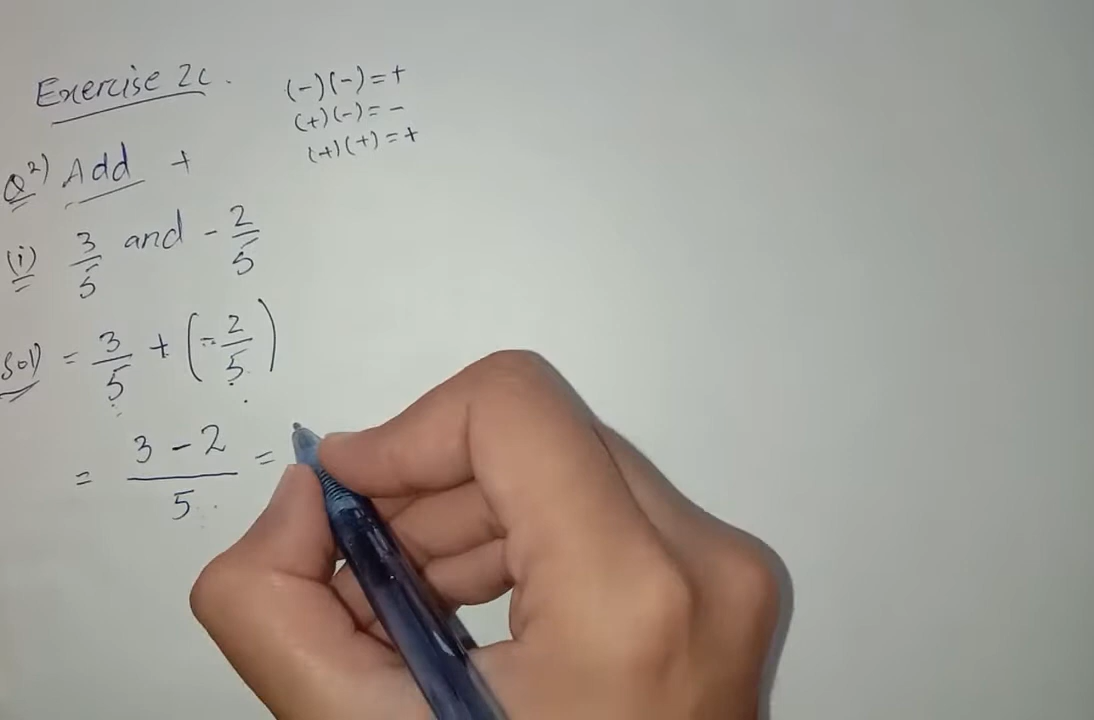 Exercise 2c.
(-)(-) = +
(+)(-) = -
(+)(+) = +
Q2) Add +
(i) 3/5 and - 2/5
Sol) = 3/5 + (- 2/5)
= 3 - 2 / 5 =